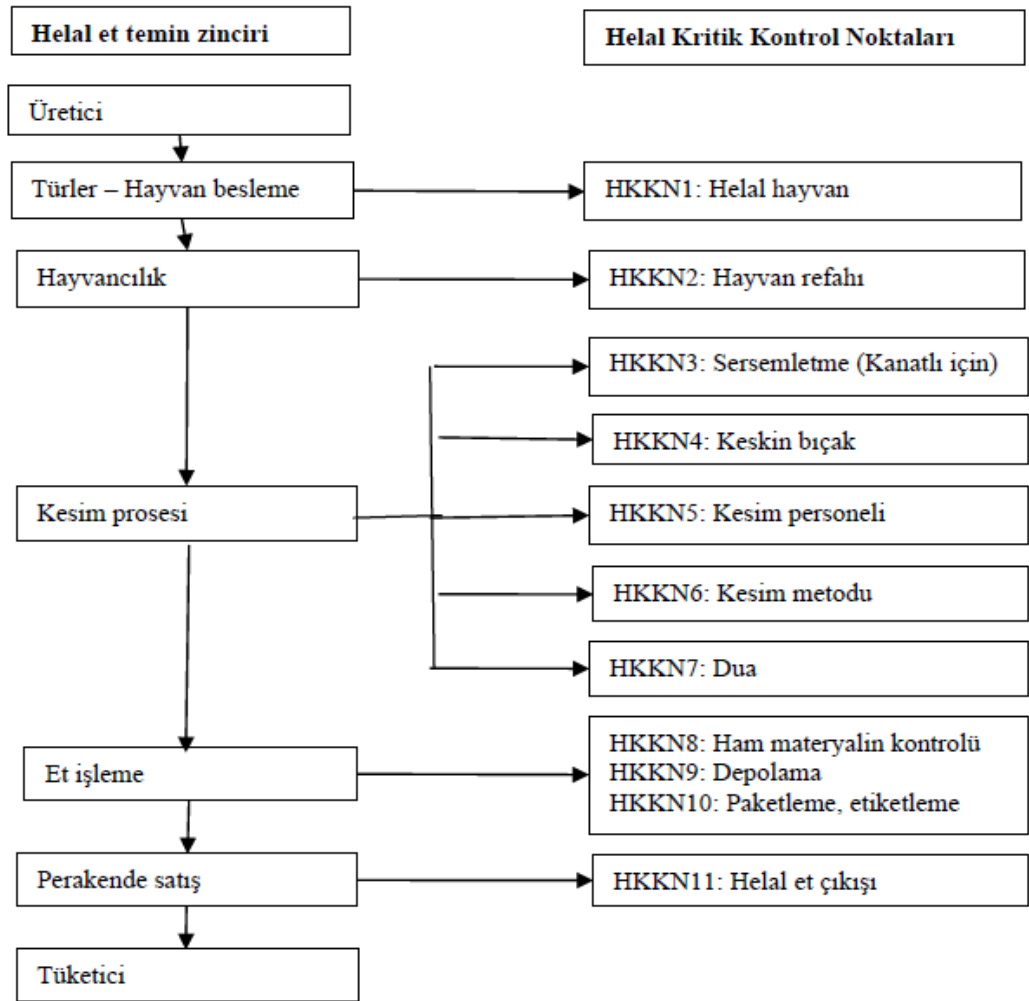 Helal et temin zinciri
Helal Kritik Kontrol Noktaları
Üretici
Türler – Hayvan besleme
HKKN1: Helal hayvan
Hayvancılık
HKKN2: Hayvan refahı
HKKN3: Sersemletme (Kanatlı için)
HKKN4: Keskin bıçak
Kesim prosesi
HKKN5: Kesim personeli
HKKN6: Kesim metodu
HKKN7: Dua
Et işleme
HKKN8: Ham materyalin kontrolü
HKKN9: Depolama
HKKN10: Paketleme, etiketleme
Perakende satış
HKKN11: Helal et çıkışı
Tüketici